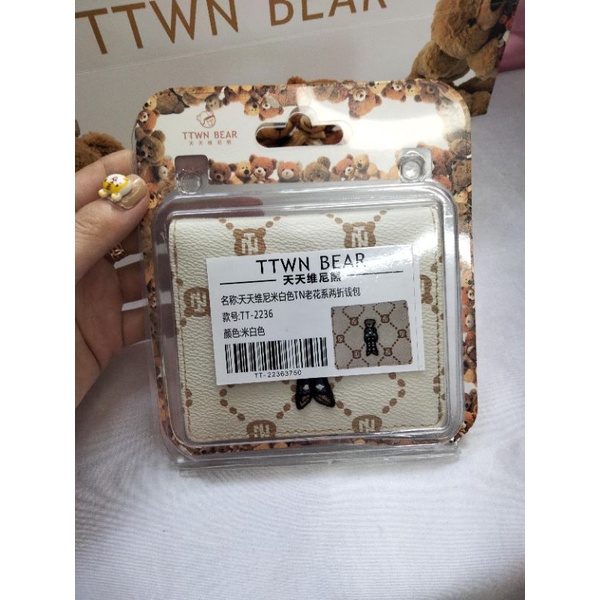 TTWN BEAR
TTWN BEAR
天天维尼熊
TTWN BEAR
天天维尼熊
名称:天天维尼米白色TN老花系两折钱包
款号:TT-2236
颜色:米白色
TT-22363760